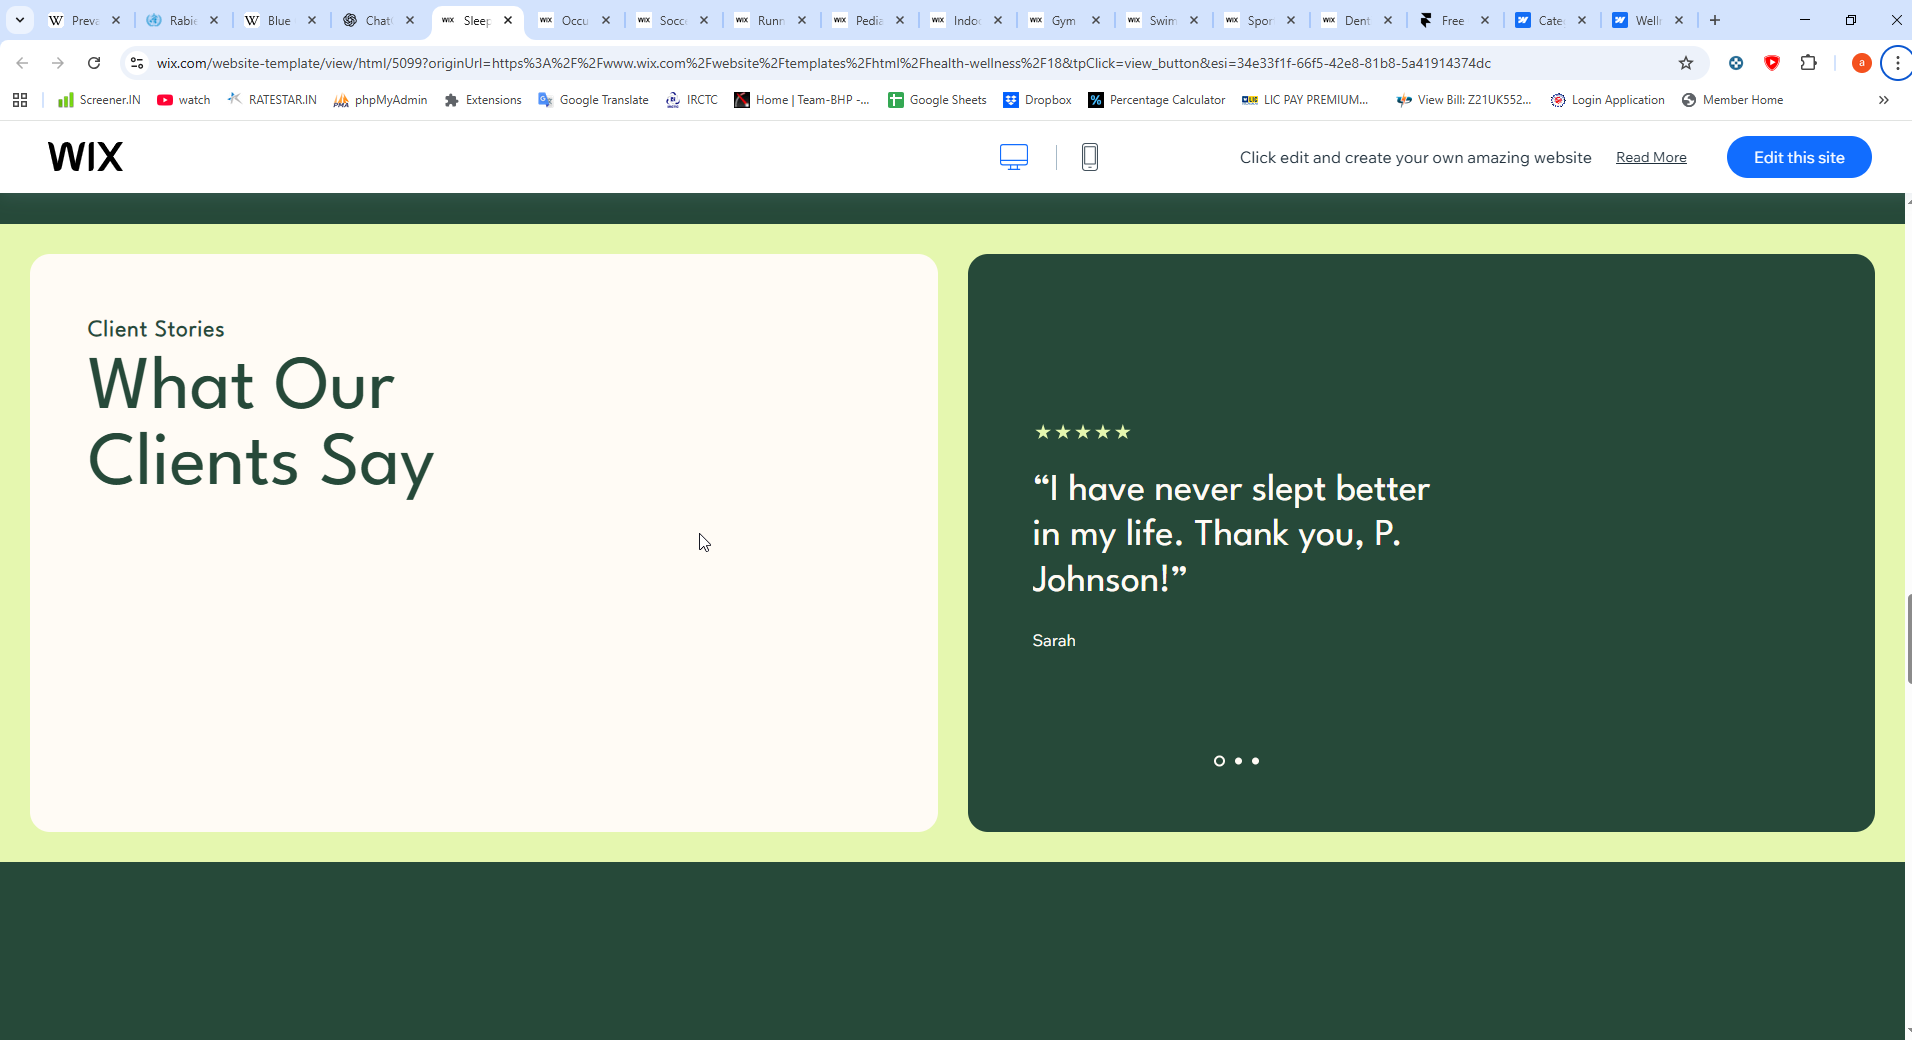 Preva
Rabie
Blue
Chat
Sleep
Occu
Socce
Runn
Pedia
Indoo
Gym
Swim
Spor
Dent
Free
Cate
Welln
wix.com/website-template/view/html/5099?originUrl=https%3A%2F%2Fwww.wix.com%2Fwebsite%2Ftemplates%2Fhtml%2Fhealth-wellness%2F18&tpClick=view_button&esi=34e33f1f-66f5-42e8-81b8-5a41914374dc
a
Screener.IN
watch
RATESTAR.IN
phpMyAdmin
Extensions
Google Translate
IRCTC
Home | Team-BHP -...
Google Sheets
Dropbox
Percentage Calculator
LIC PAY PREMIUM...
View Bill: Z21UK552...
Login Application
Member Home
WIX
Click edit and create your own amazing website
Read More
Edit this site
Client Stories
What Our
Clients Say
“I have never slept better
in my life. Thank you, P.
Johnson!”
Sarah